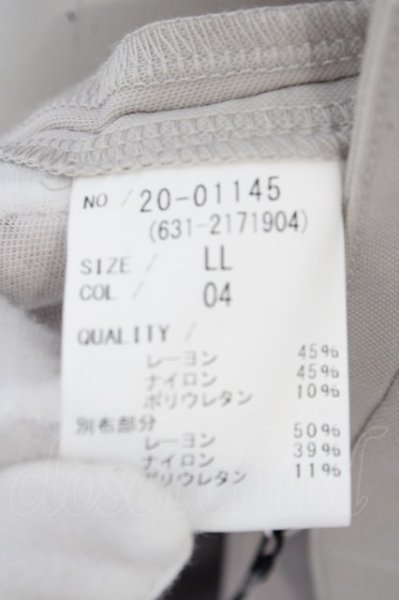 NO / 20-01145
(631-2171904)
SIZE / LL
COL / 04
QUALITY /
レーヨン 45%
ナイロン 45%
ポリウレタン 10%
別布部分
レーヨン 50%
ナイロン 39%
ポリウレタン 11%
closet child